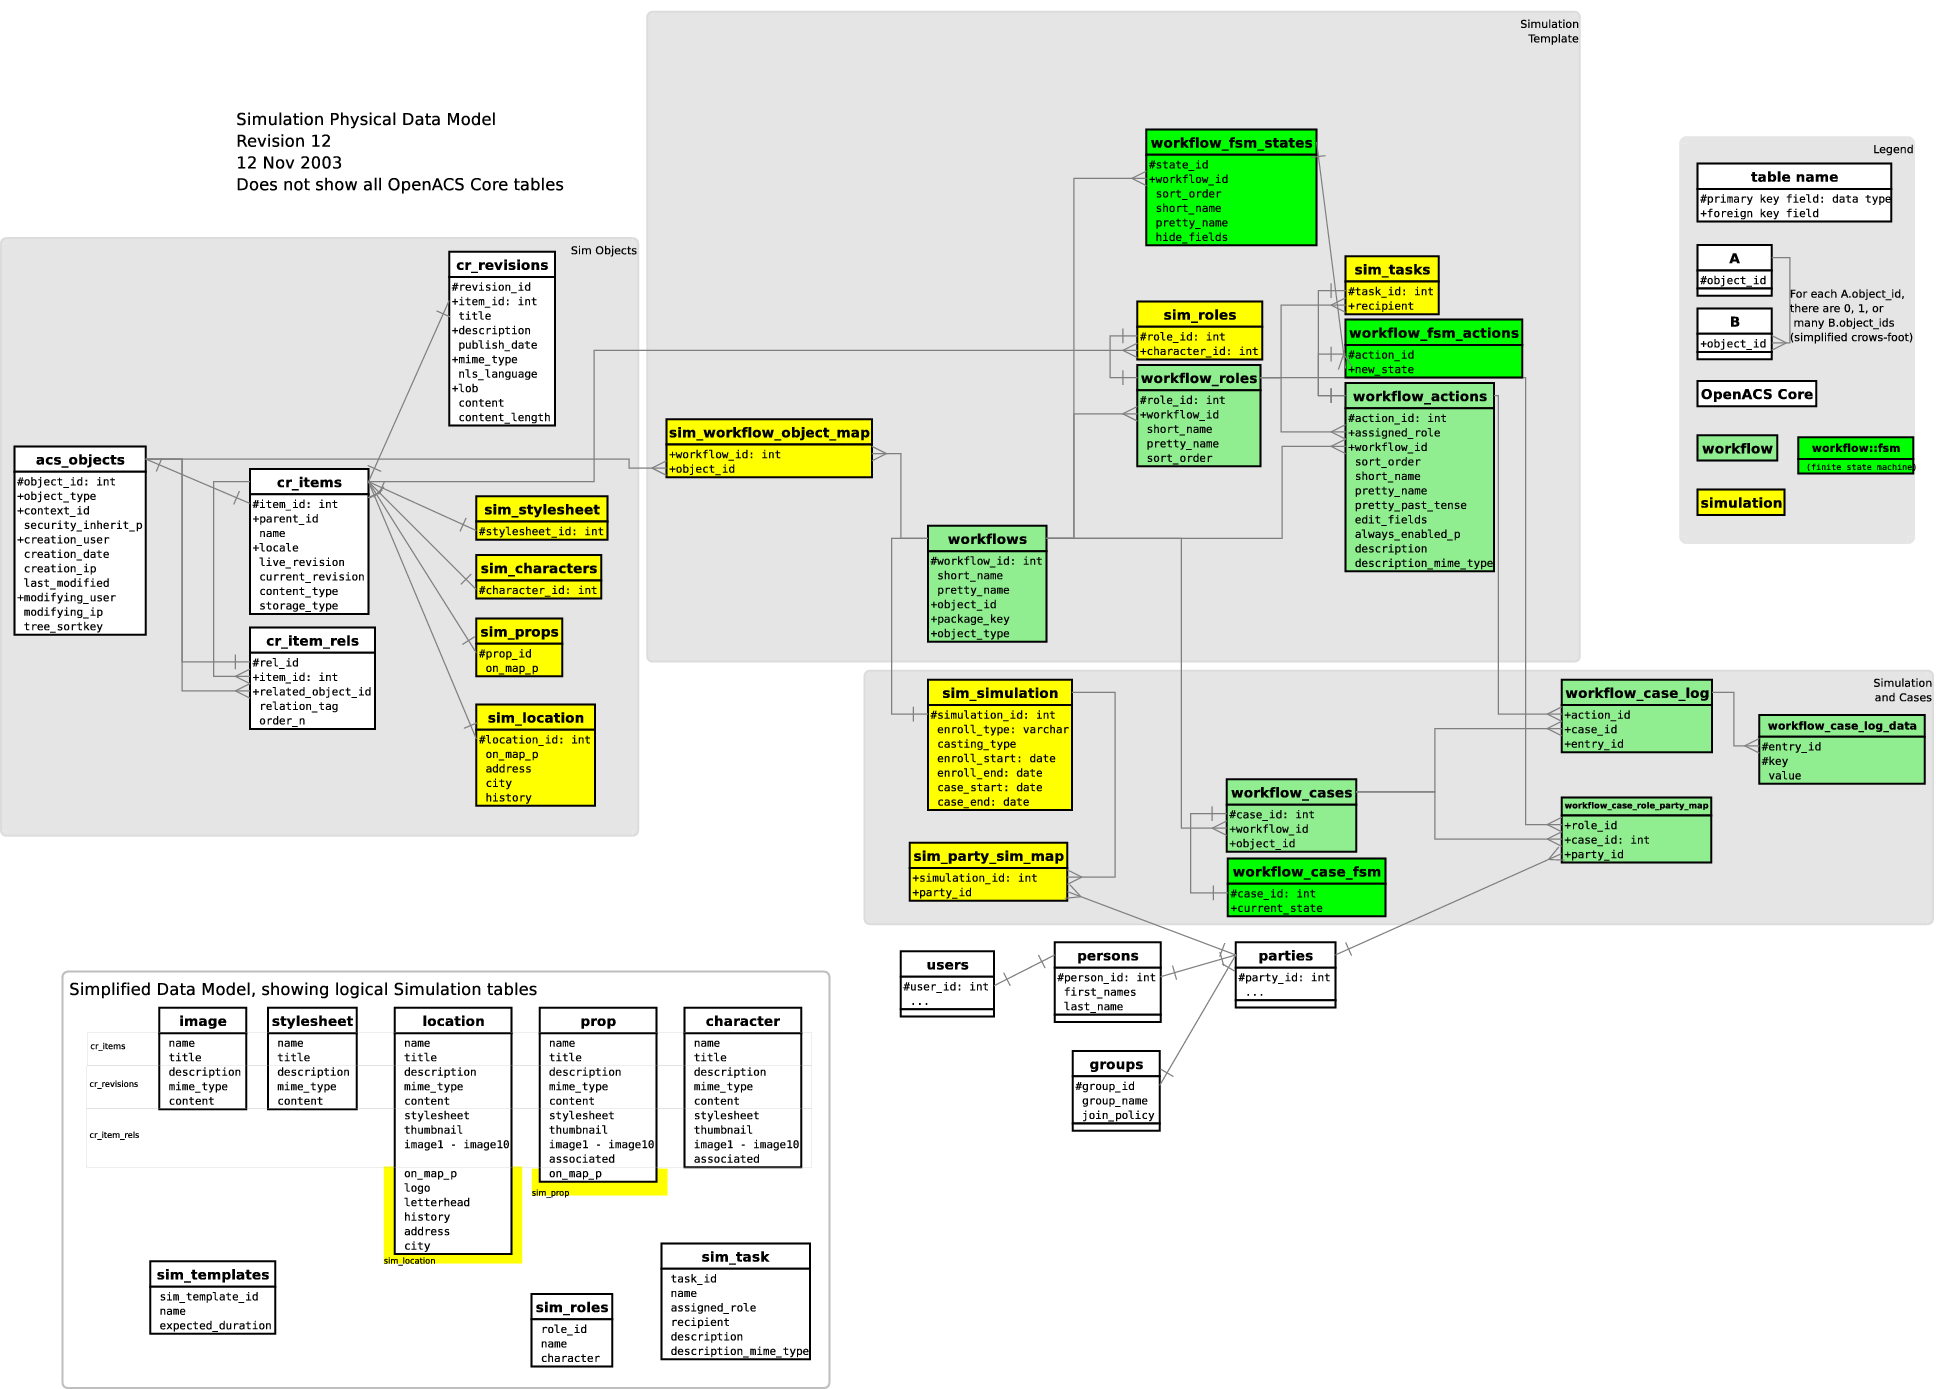 Simulation
Template
Simulation Physical Data Model
Revision 12
12 Nov 2003
Does not show all OpenACS Core tables
Sim Objects
cr_revisions
#revision_id
+item_id: int
title
+description
publish_date
+mime_type
nls_language
+lob
content
content_length
acs_objects
#object_id: int
+object_type
+context_id
security_inherit_p
+creation_user
creation_date
creation_ip
last_modified
+modifying_user
modifying_ip
tree_sortkey
cr_items
#item_id: int
+parent_id
name
+locale
live_revision
current_revision
content_type
storage_type
cr_item_rels
#rel_id
+item_id: int
+related_object_id
relation_tag
order_n
sim_stylesheet
#stylesheet_id: int
sim_characters
#character_id: int
sim_props
#prop_id
on_map_p
sim_location
#location_id: int
on_map_p
address
city
history
sim_workflow_object_map
+workflow_id: int
+object_id
workflow_fsm_states
#state_id
+workflow_id
sort_order
short_name
pretty_name
hide_fields
sim_roles
#role_id: int
+character_id: int
workflow_roles
#role_id: int
+workflow_id
short_name
pretty_name
sort_order
sim_tasks
#task_id: int
+recipient
workflow_fsm_actions
#action_id
+new_state
workflow_actions
#action_id: int
+assigned_role
+workflow_id
sort_order
short_name
pretty_name
pretty_past_tense
edit_fields
always_enabled_p
description
description_mime_type
workflows
#workflow_id: int
short_name
pretty_name
+object_id
+package_key
+object_type
Legend
table name
#primary key field: data type
+foreign key field
A
#object_id
B
+object_id
For each A.object_id,
there are 0, 1, or
many B.object_ids
(simplified crows-foot)
OpenACS Core
workflow
workflow::fsm
(finite state machine)
simulation
Simulation
and Cases
sim_simulation
#simulation_id: int
enroll_type: varchar
casting_type
enroll_start: date
enroll_end: date
case_start: date
case_end: date
sim_party_sim_map
+simulation_id: int
+party_id
workflow_cases
#case_id: int
+workflow_id
+object_id
workflow_case_fsm
#case_id: int
+current_state
workflow_case_log
+action_id
+case_id
+entry_id
workflow_case_log_data
#entry_id
#key
value
workflow_case_role_party_map
+role_id
+case_id: int
+party_id
users
#user_id: int
...
persons
#person_id: int
first_names
last_name
parties
#party_id: int
...
groups
#group_id
group_name
join_policy
Simplified Data Model, showing logical Simulation tables
cr_items
cr_revisions
cr_item_rels
image
name
title
description
mime_type
content
stylesheet
name
title
description
mime_type
content
location
name
title
description
mime_type
content
stylesheet
thumbnail
image1 - image10
on_map_p
logo
letterhead
history
address
city
sim_location
prop
name
title
description
mime_type
content
stylesheet
thumbnail
image1 - image10
associated
on_map_p
sim_prop
character
name
title
description
mime_type
content
stylesheet
thumbnail
image1 - image10
associated
sim_templates
sim_template_id
name
expected_duration
sim_roles
role_id
name
character
sim_task
task_id
name
assigned_role
recipient
description
description_mime_type